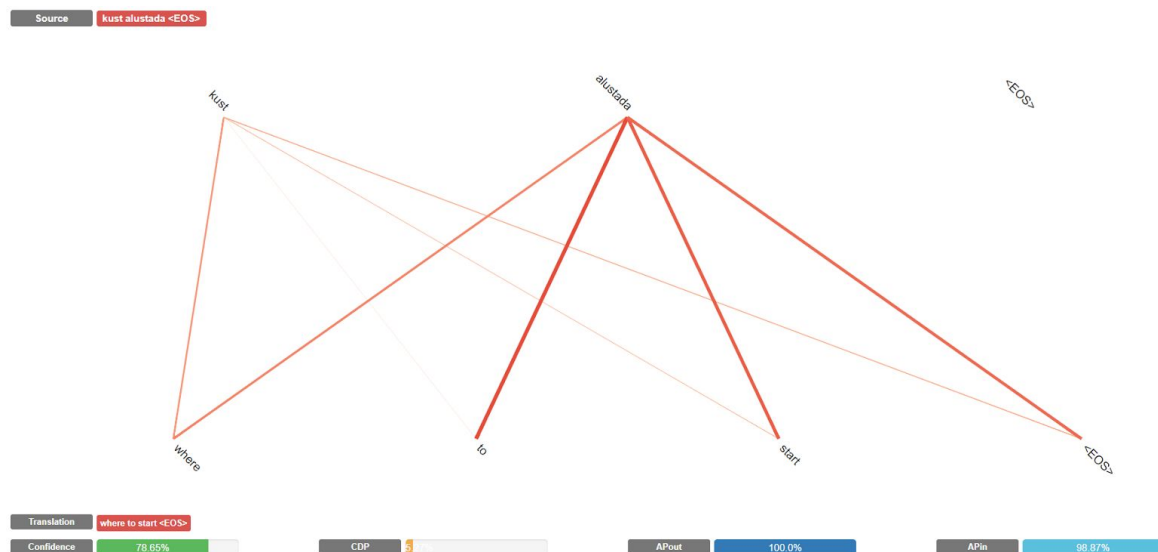 Source kust alustada <EOS>
kust alustada <EOS>
where to start <EOS>
Translation where to start <EOS>
Confidence 78.65% CDP APout 100.0% APin 98.87%